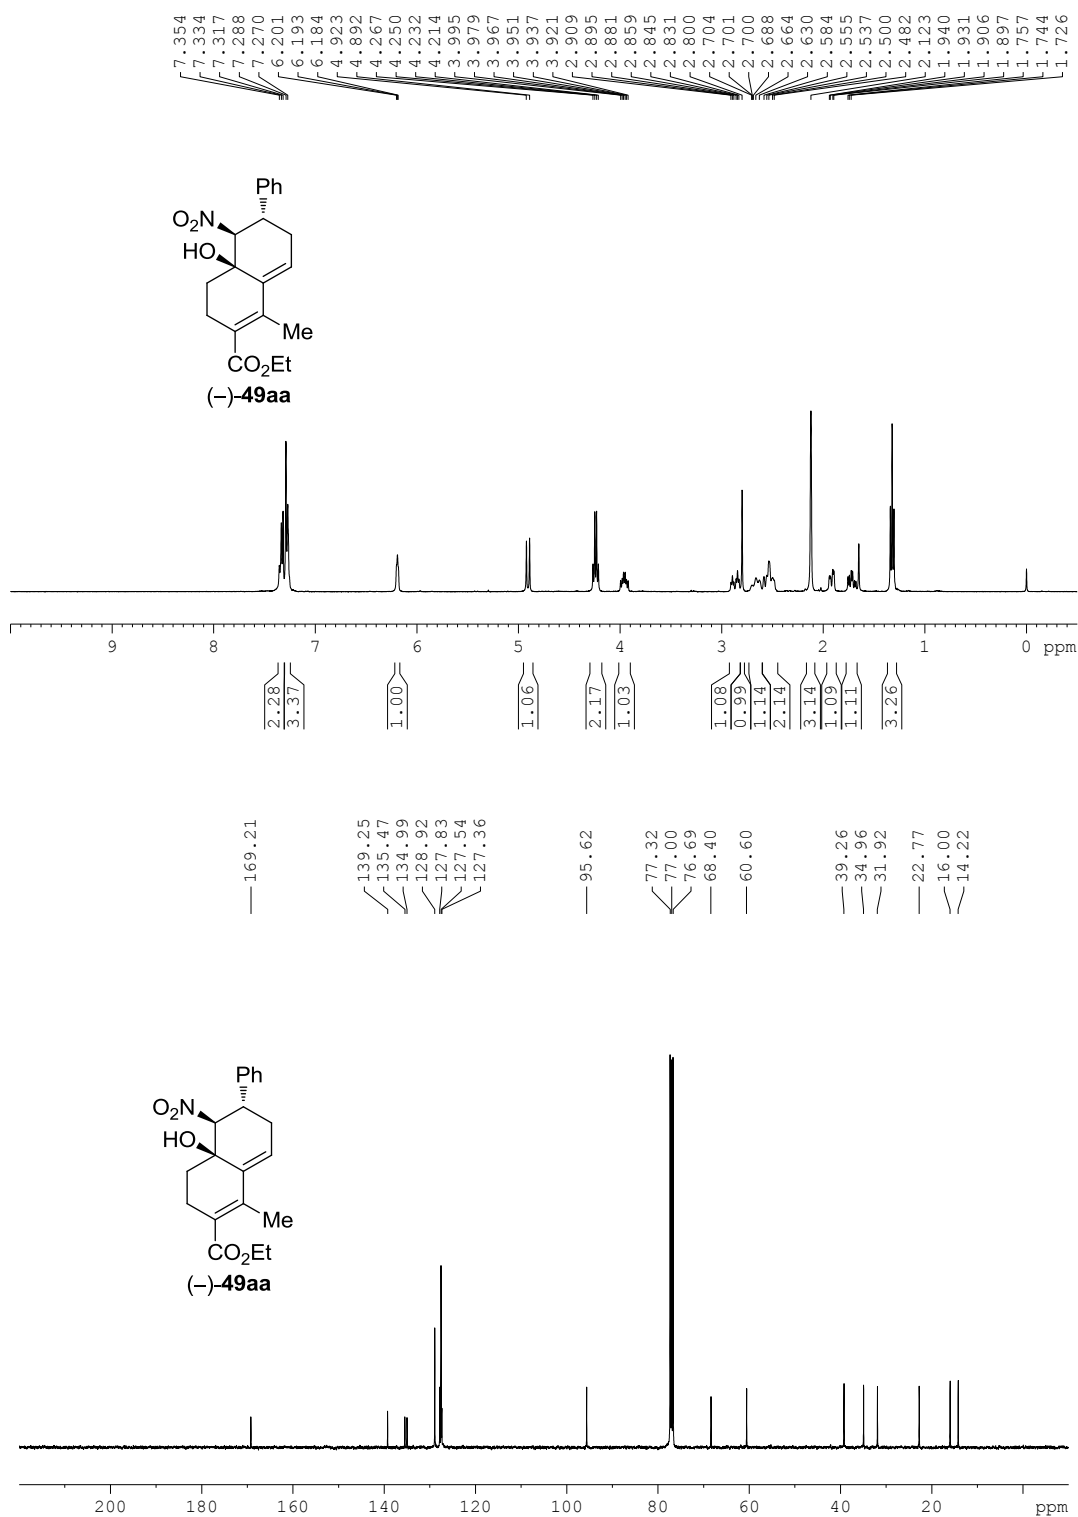 7.354 7.334 7.317 7.288 7.270 6.201 6.193 6.184 4.923 4.892 4.267 4.250 4.232 4.214 3.995 3.979 3.967 3.951 3.937 3.921 2.909 2.895 2.881 2.859 2.845 2.831 2.800 2.704 2.701 2.700 2.688 2.664 2.630 2.584 2.555 2.537 2.500 2.482 2.123 1.940 1.931 1.906 1.897 1.757 1.744 1.726
Ph
O2N
HO
Me
CO2Et
(−)-49aa
9 8 7 6 5 4 3 2 1 0 ppm
2.28 3.37 1.00 1.06 2.17 1.03 1.08 0.99 1.14 2.14 3.14 1.09 1.11 3.26
169.21 139.25 135.47 134.99 128.92 127.83 127.54 127.36 95.62 77.32 77.00 76.69 68.40 60.60 39.26 34.96 31.92 22.77 16.00 14.22
Ph
O2N
HO
Me
CO2Et
(−)-49aa
200 180 160 140 120 100 80 60 40 20 ppm